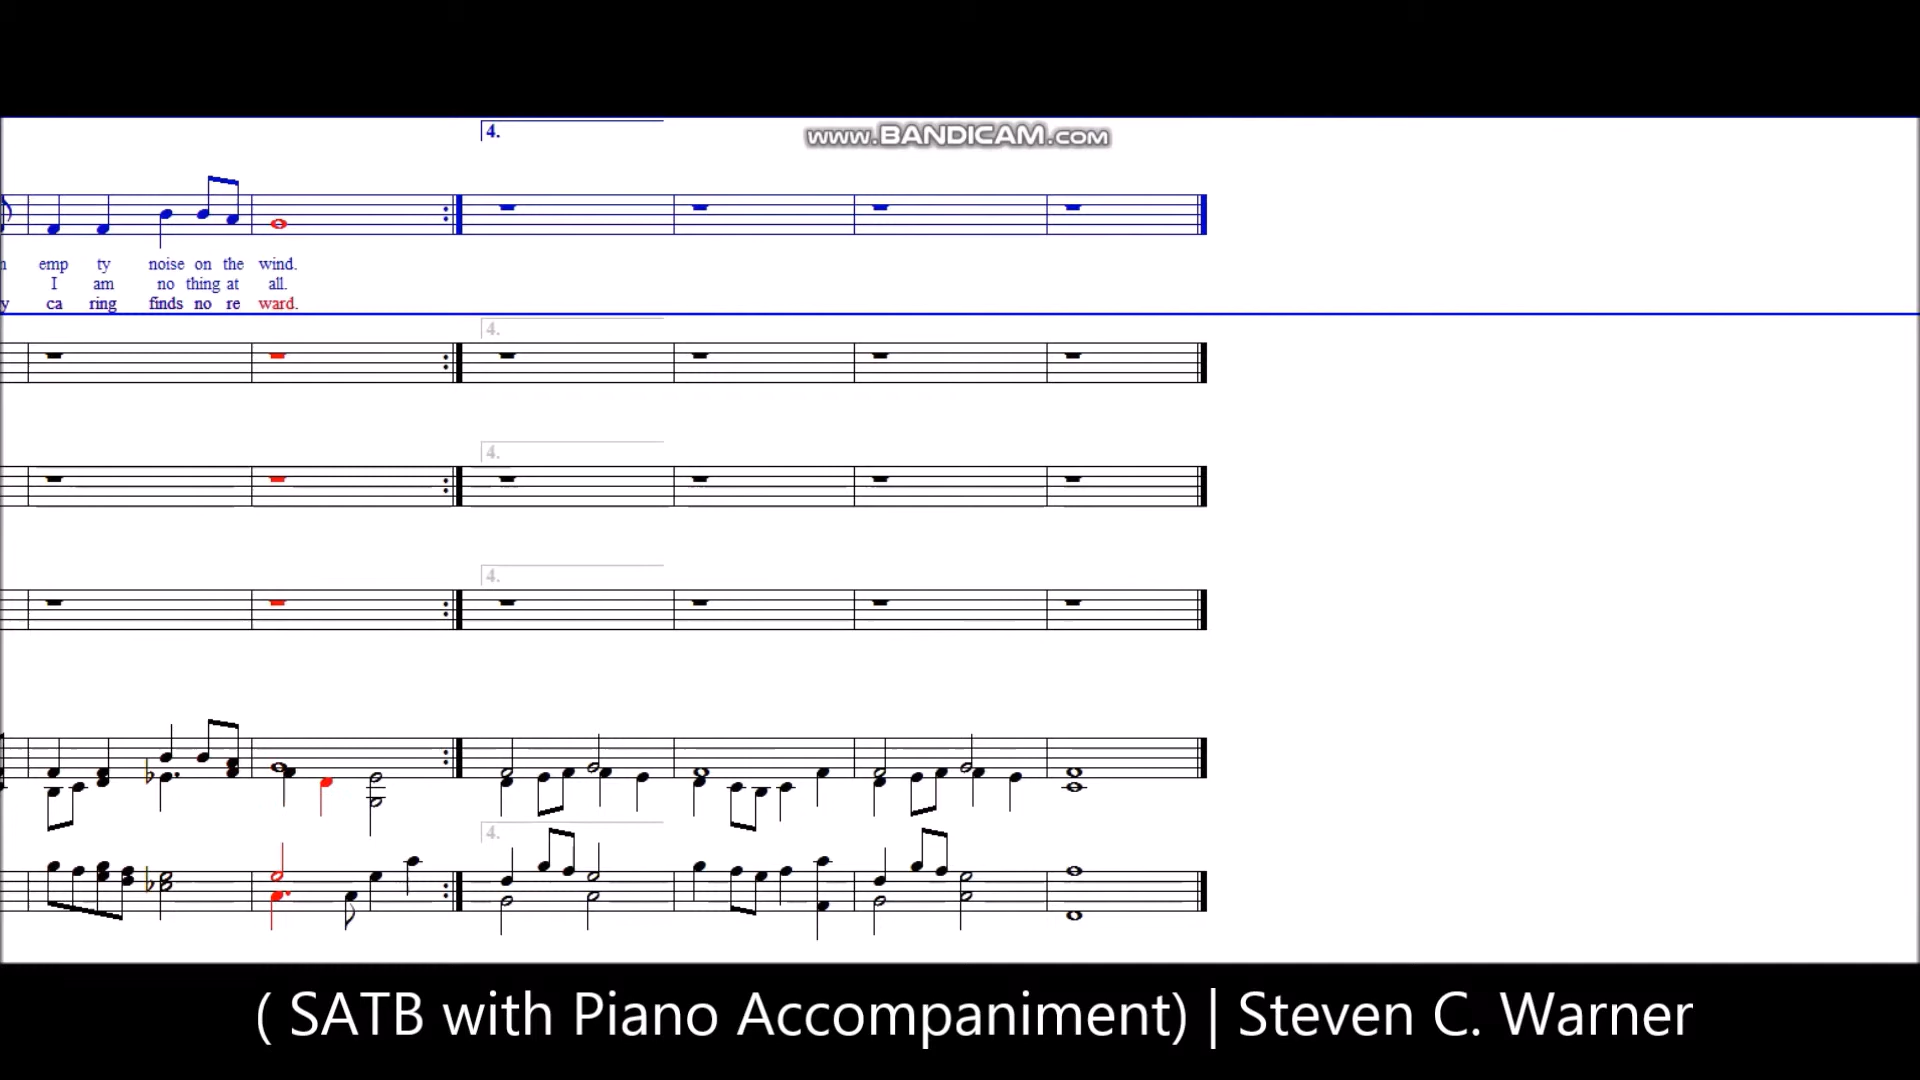 4.
www.BANDICAM.com
emp ty noise on the wind.
I am no thing at all.
y ca ring finds no re ward.
4.
4.
4.
4.
( SATB with Piano Accompaniment) | Steven C. Warner